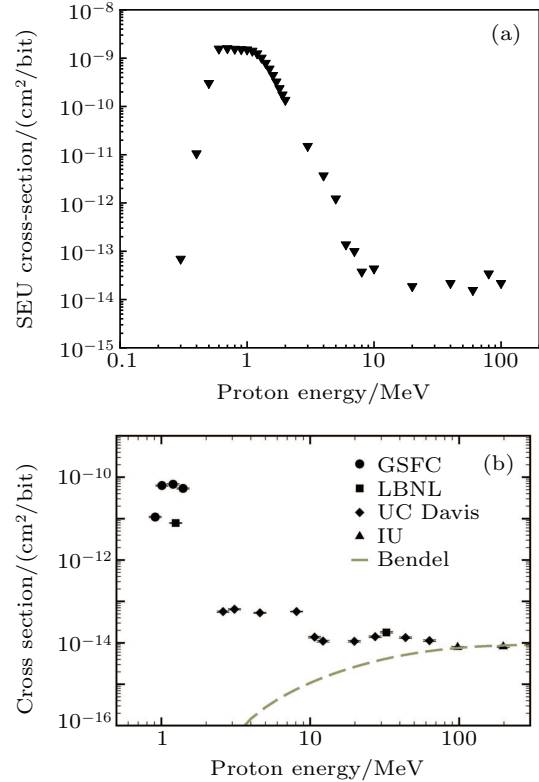 (a)
SEU cross-section/(cm²/bit)
10⁻⁸
10⁻⁹
10⁻¹⁰
10⁻¹¹
10⁻¹²
10⁻¹³
10⁻¹⁴
10⁻¹⁵
0.1 1 10 100
Proton energy/MeV
(b)
Cross section/(cm²/bit)
10⁻¹⁰
10⁻¹²
10⁻¹⁴
10⁻¹⁶
GSFC
LBNL
UC Davis
IU
Bendel
1 10 100
Proton energy/MeV